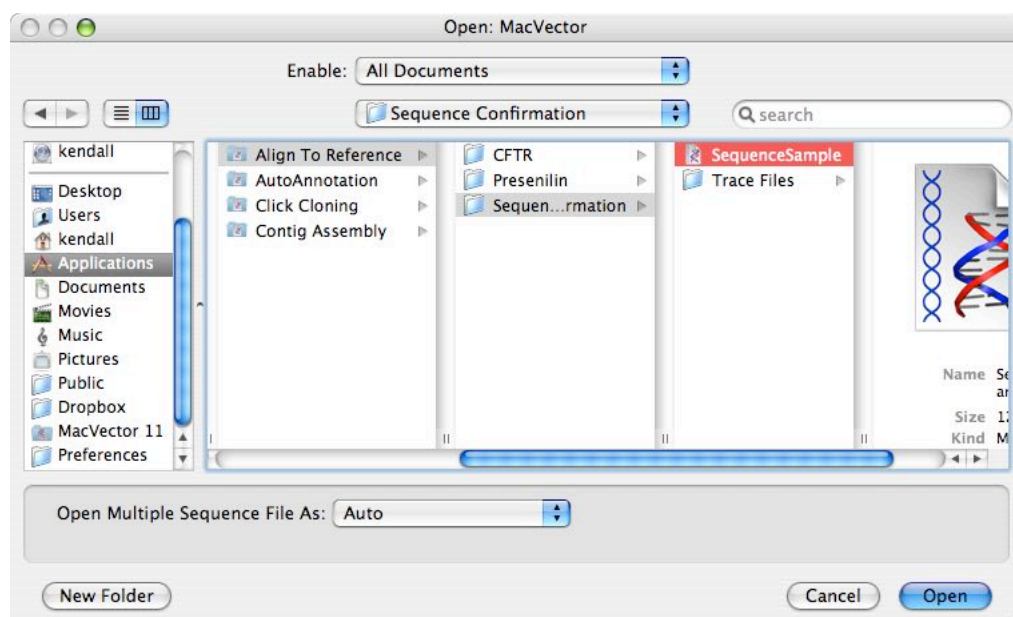 Open: MacVector
Enable: All Documents
Sequence Confirmation
search
kendall
Desktop
Users
kendall
Applications
Documents
Movies
Music
Pictures
Public
Dropbox
MacVector 11
Preferences
Align To Reference
AutoAnnotation
Click Cloning
Contig Assembly
CFTR
Presenilin
Sequen...rmation
SequenceSample
Trace Files
Name
Size
Kind
Open Multiple Sequence File As: Auto
New Folder
Cancel
Open